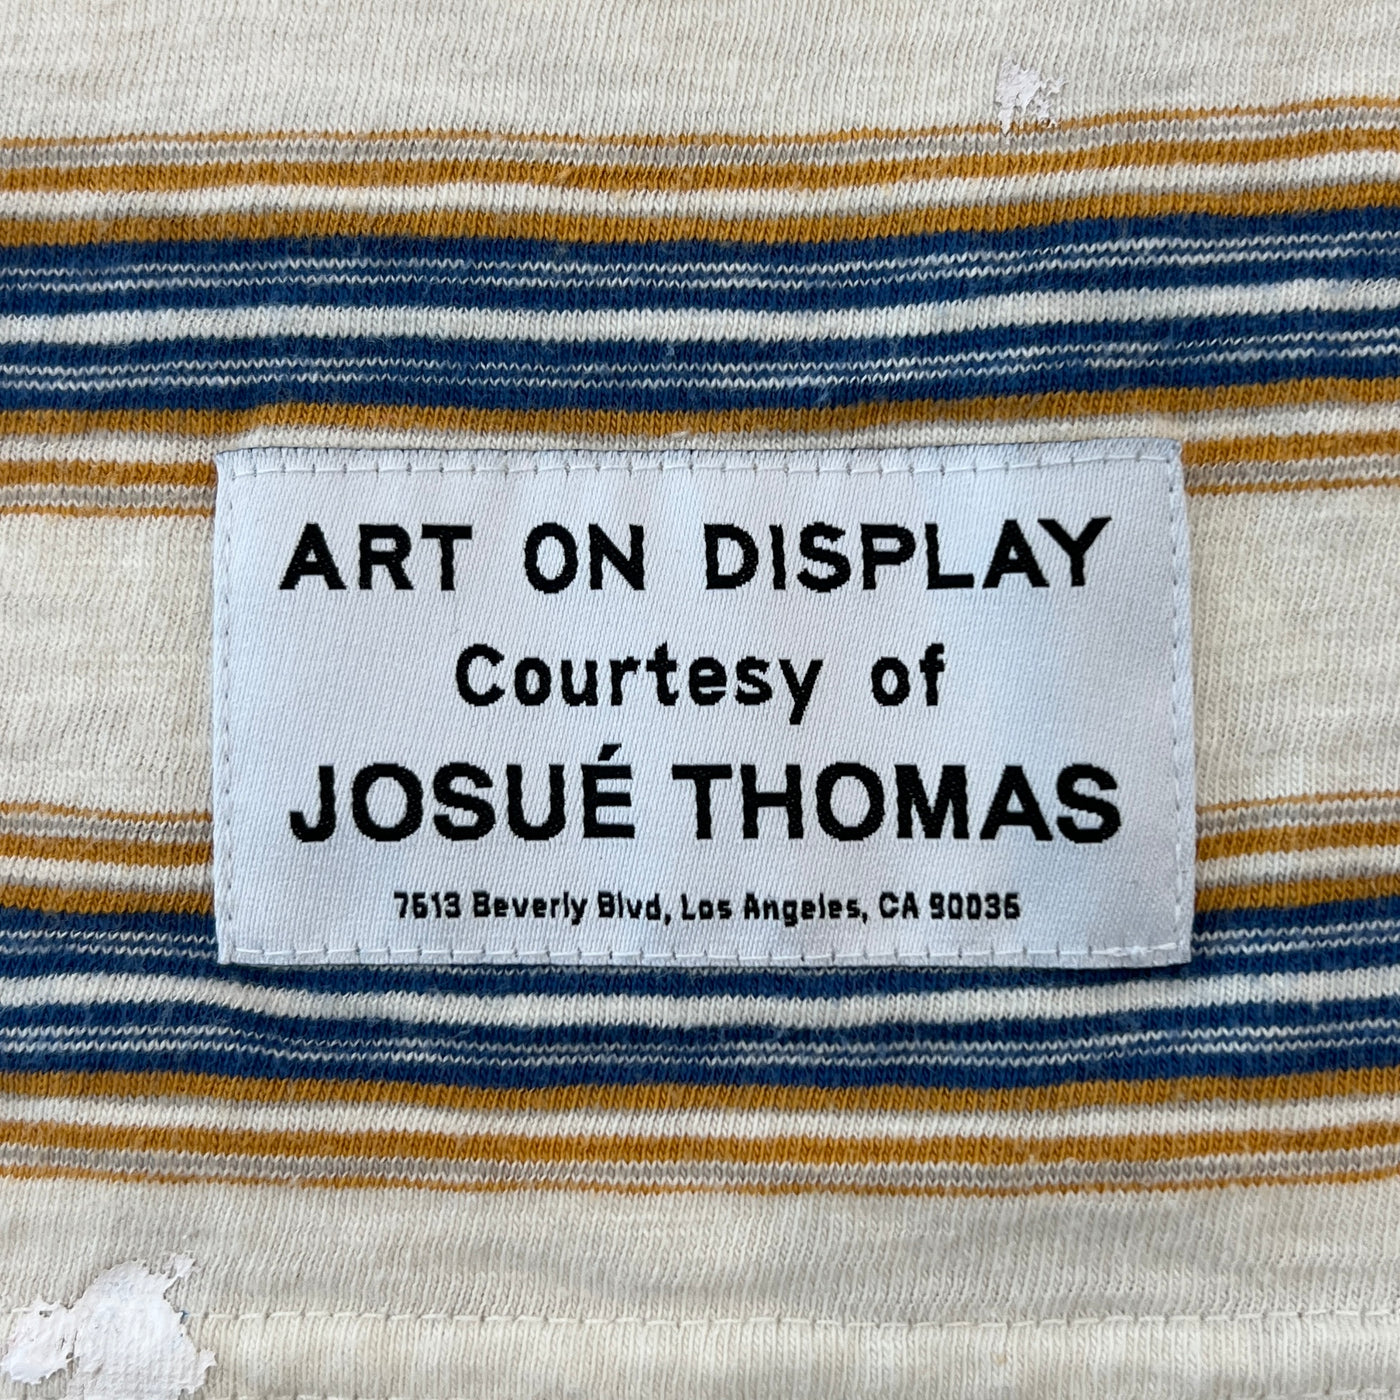 ART ON DISPLAY
Courtesy of
JOSUÉ THOMAS
7613 Beverly Blvd, Los Angeles, CA 90036